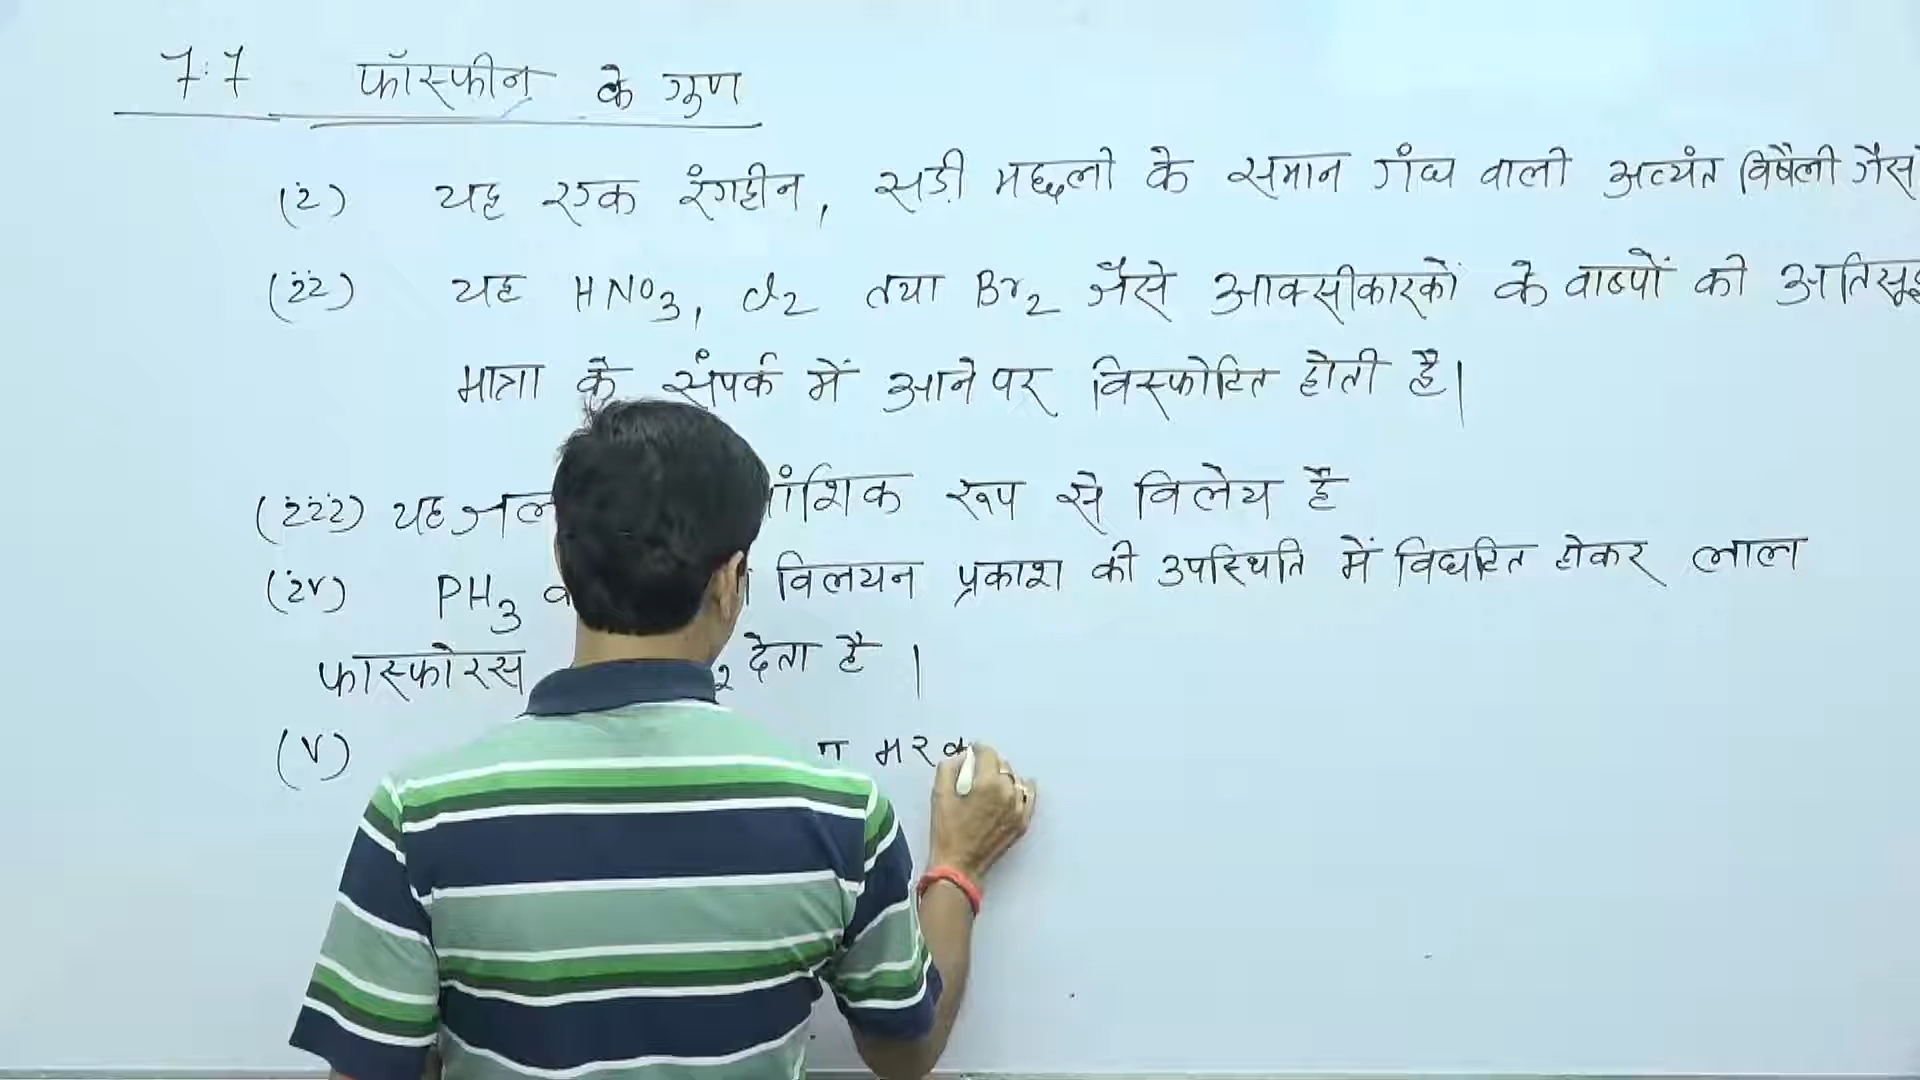 7.7 फॉस्फीन के गुण
(i) यह एक रंगहीन, सड़ी मछली के समान गंध वाली अत्यंत विषैली गैस
(ii) यह HNO3, Cl2 तथा Br2 जैसे आक्सीकारकों के वाष्पों की
मात्रा के संपर्क में आने पर विस्फोटित होती है।
(iii) यह जल रूप से विलेय है
(iv) PH3 विलयन प्रकाश की उपस्थिति में विघटित होकर लाल
फास्फोरस देता है।
(v)